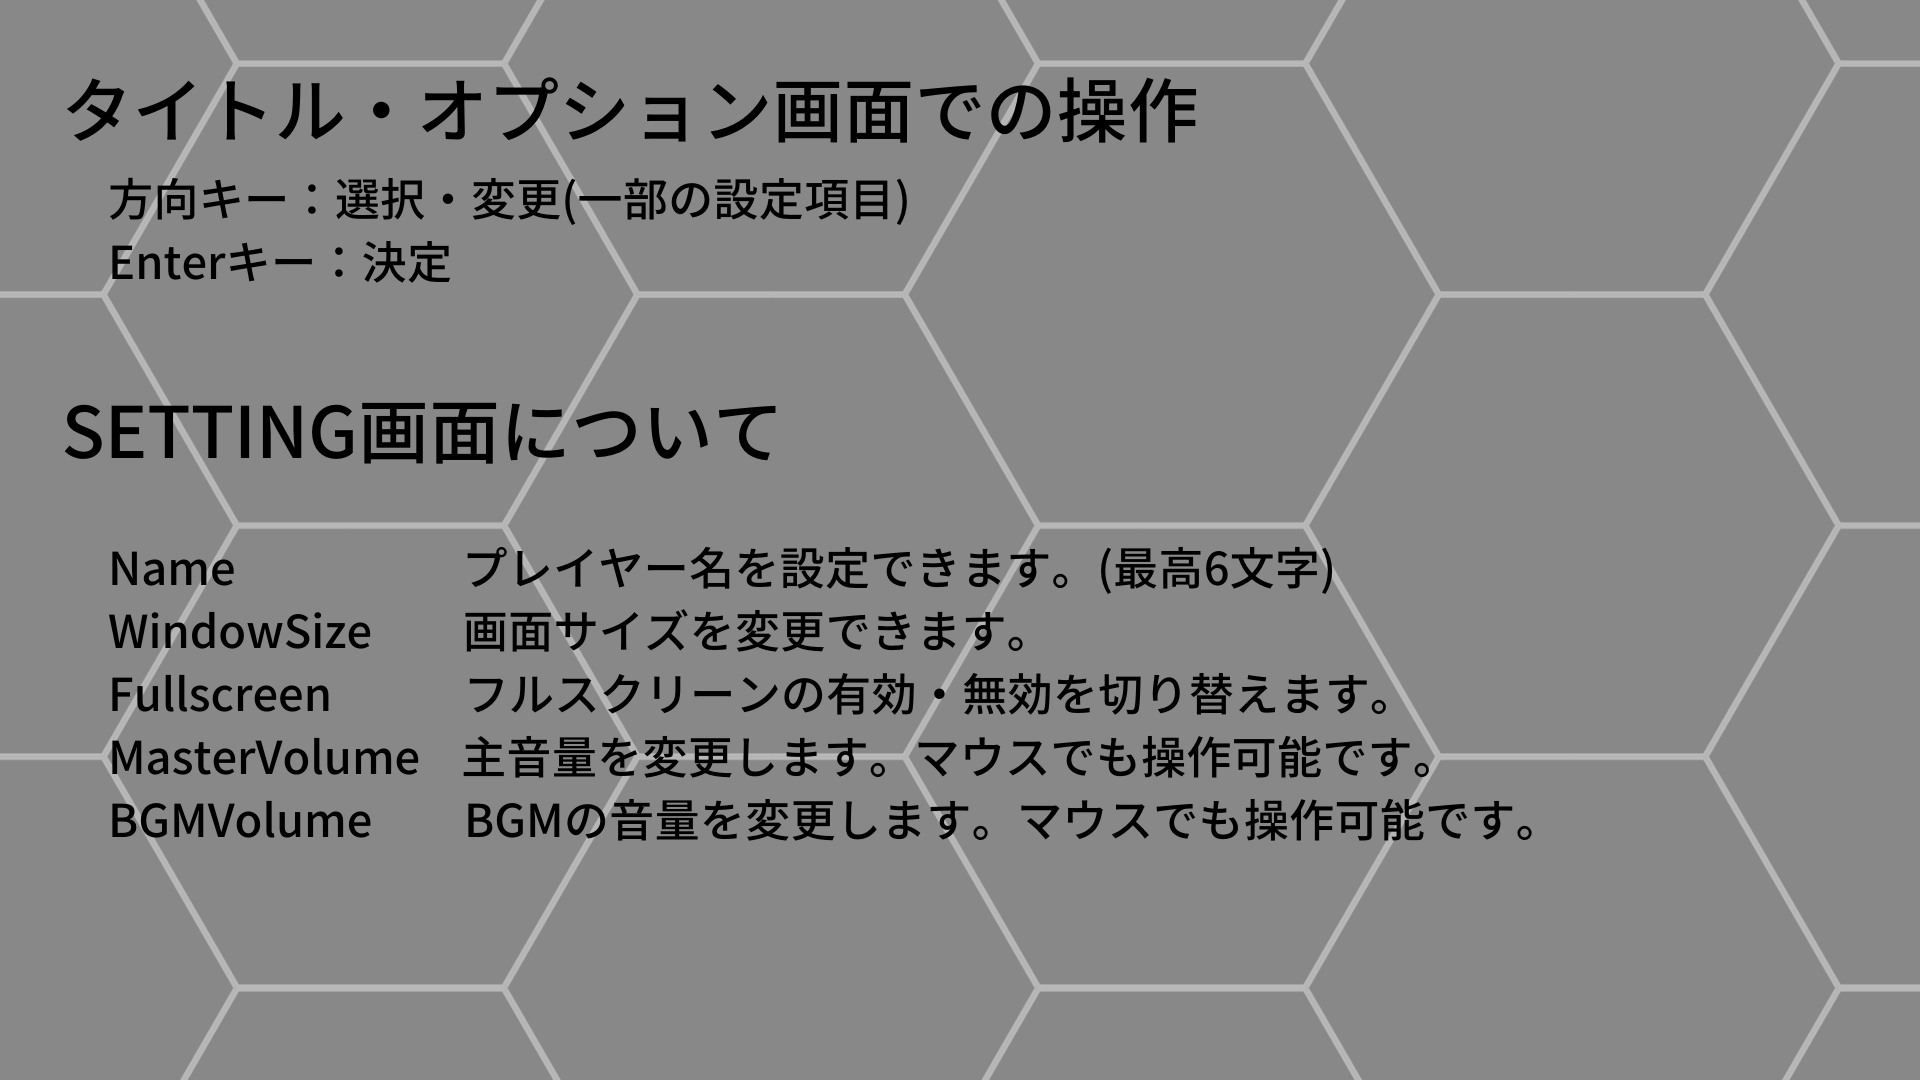 タイトル・オプション画面での操作
方向キー：選択・変更(一部の設定項目)
Enterキー：決定
SETTING画面について
Name プレイヤー名を設定できます。(最高6文字)
WindowSize 画面サイズを変更できます。
Fullscreen フルスクリーンの有効・無効を切り替えます。
MasterVolume 主音量を変更します。マウスでも操作可能です。
BGMVolume BGMの音量を変更します。マウスでも操作可能です。